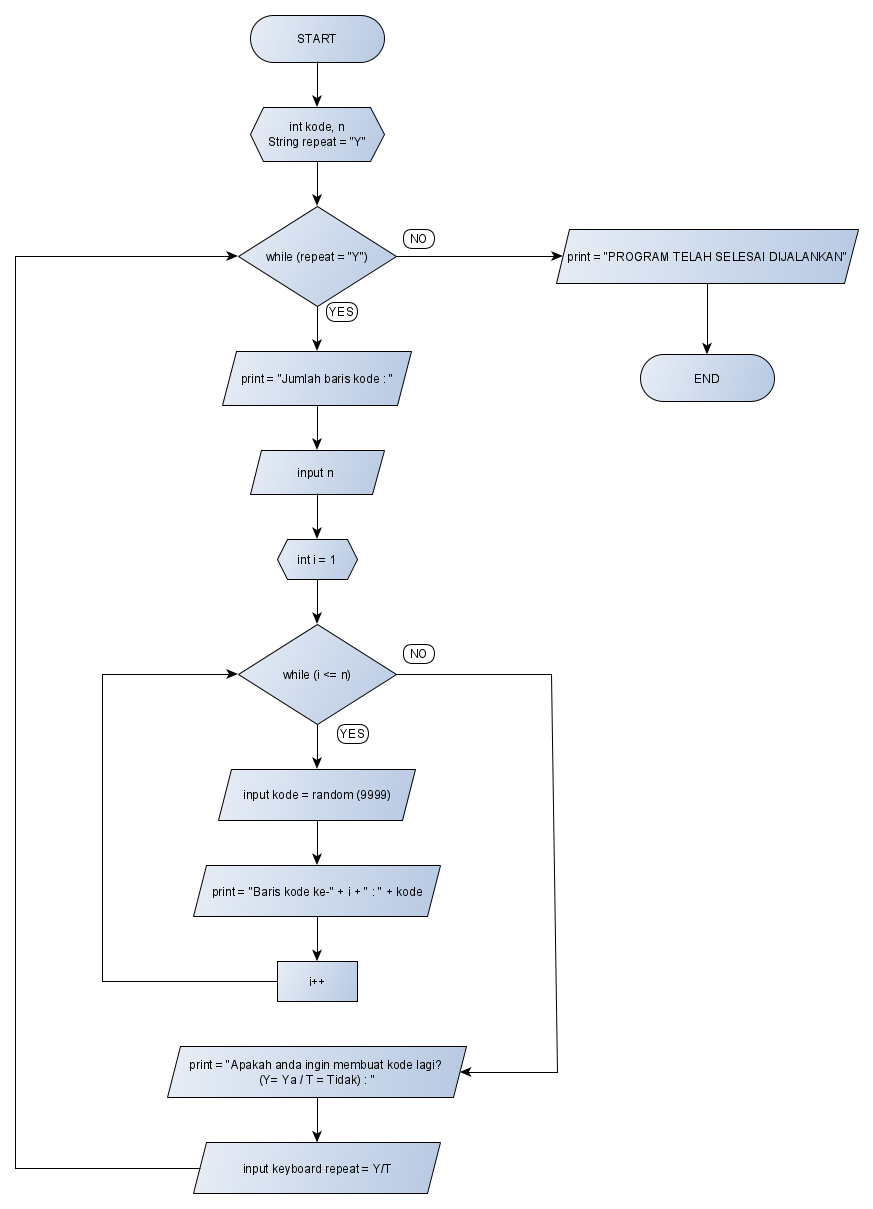 START
int kode, n
String repeat = "Y"
while (repeat = "Y")
NO
print = "PROGRAM TELAH SELESAI DIJALANKAN"
YES
END
print = "Jumlah baris kode : "
input n
int i = 1
while (i <= n)
NO
YES
input kode = random (9999)
print = "Baris kode ke-" + i + " : " + kode
i++
print = "Apakah anda ingin membuat kode lagi?
(Y= Ya / T = Tidak) : "
input keyboard repeat = Y/T